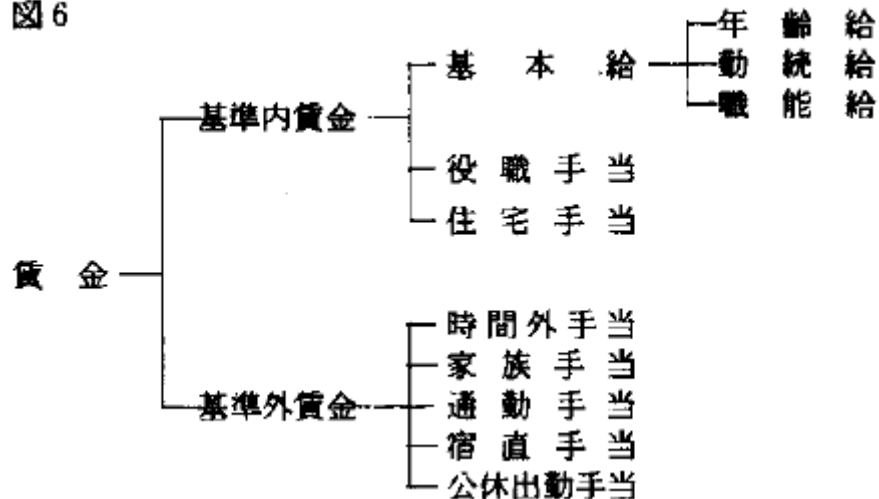 図6
年齢給
基本給
勤続給
職能給
基準内賃金
役職手当
住宅手当
賃金
時間外手当
家族手当
基準外賃金
通勤手当
宿直手当
公休出勤手当